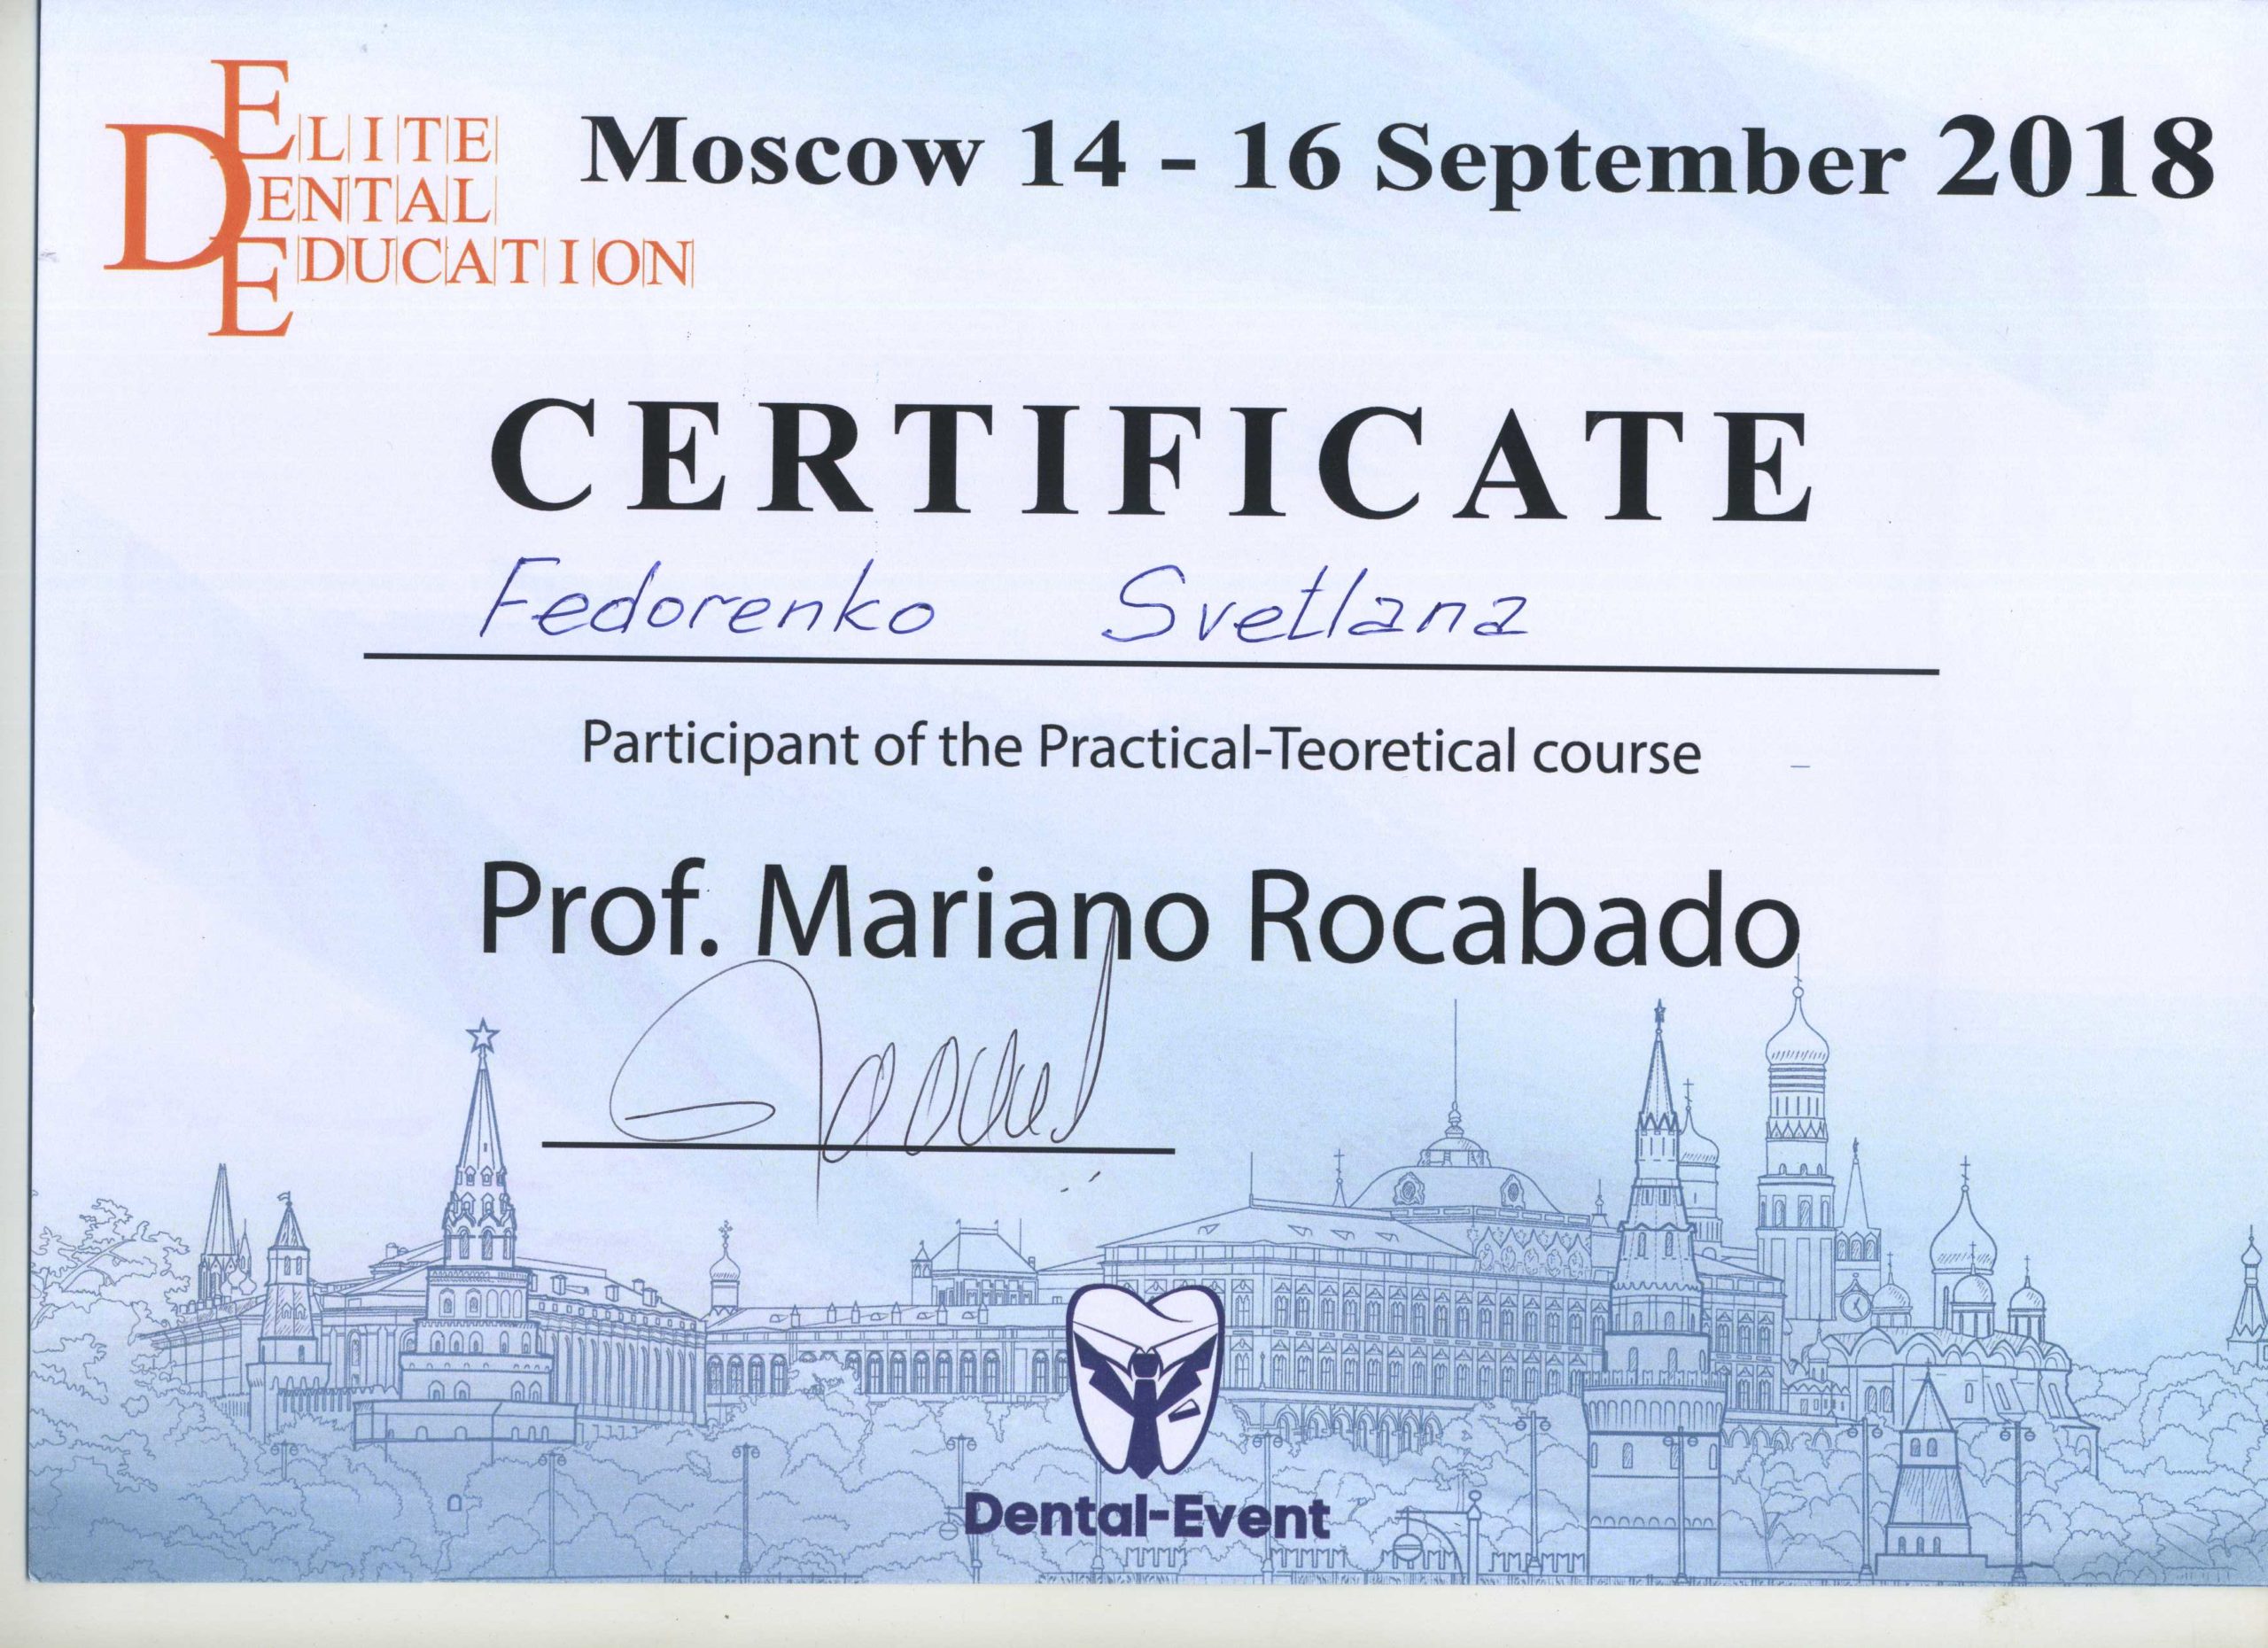 ELITE
DENTAL
EDUCATION
Moscow 14 - 16 September 2018
CERTIFICATE
Fedorenko Svetlana
Participant of the Practical-Teoretical course
Prof. Mariano Rocabado
Dental-Event